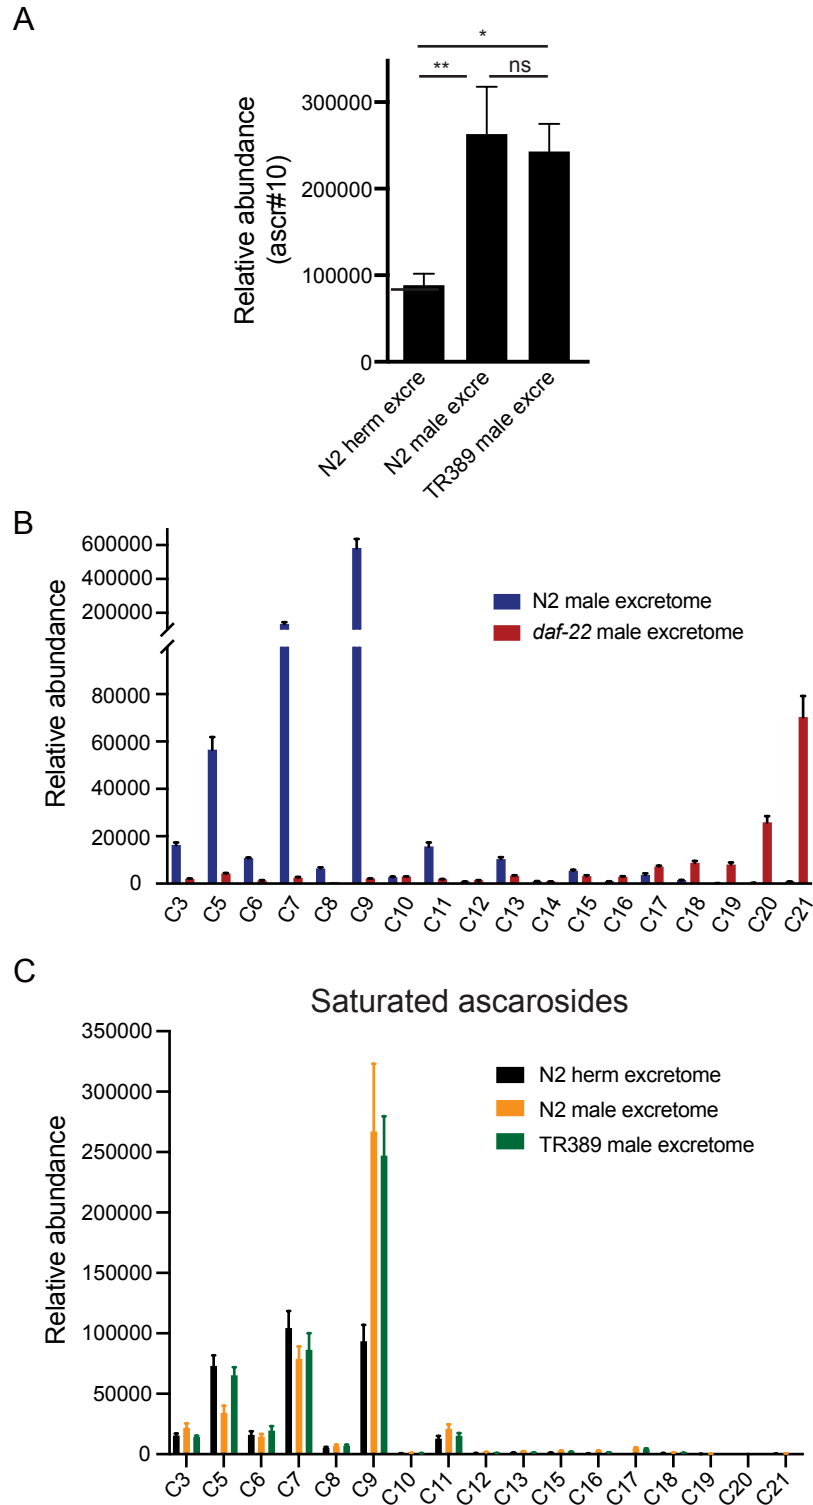 A
*
**
ns
Relative abundance
(ascr#10)
300000
200000
100000
0
N2 herm excre
N2 male excre
TR389 male excre
B
Relative abundance
600000
400000
200000
80000
60000
40000
20000
0
N2 male excretome
daf-22 male excretome
C3 C5 C6 C7 C8 C9 C10 C11 C12 C13 C14 C15 C16 C17 C18 C19 C20 C21
C
Saturated ascarosides
Relative abundance
350000
300000
250000
200000
150000
100000
50000
0
N2 herm excretome
N2 male excretome
TR389 male excretome
C3 C5 C6 C7 C8 C9 C10 C11 C12 C13 C15 C16 C17 C18 C19 C20 C21